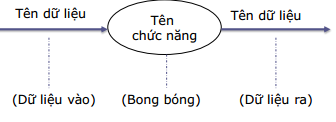 Tên dữ liệu
Tên
chức năng
Tên dữ liệu
(Dữ liệu vào)
(Bong bóng)
(Dữ liệu ra)